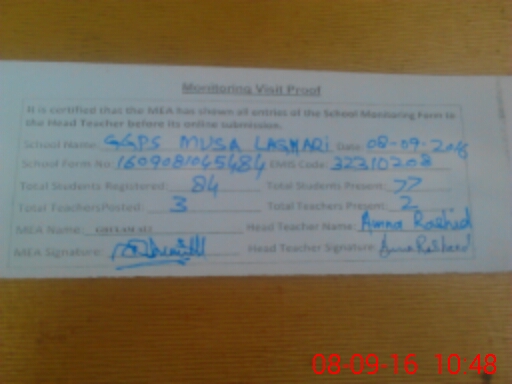 Monitoring Visit Proof
It is certified that the MEA has shown all entries of the School Monitoring Form to
the Head Teacher before its online submission.
School Name: GGPS MUSA LASHARI Date: 08-09-2016
School Form No: 1609081045484 EMIS Code: 32310208
Total Students Registered: 84 Total Students Present: 77
Total Teachers Posted: 3 Total Teachers Present: 2
MEA Name: Head Teacher Name: Amna Rashid
MEA Signature: Head Teacher Signature: Amna Rasheed
08-09-16 10:48